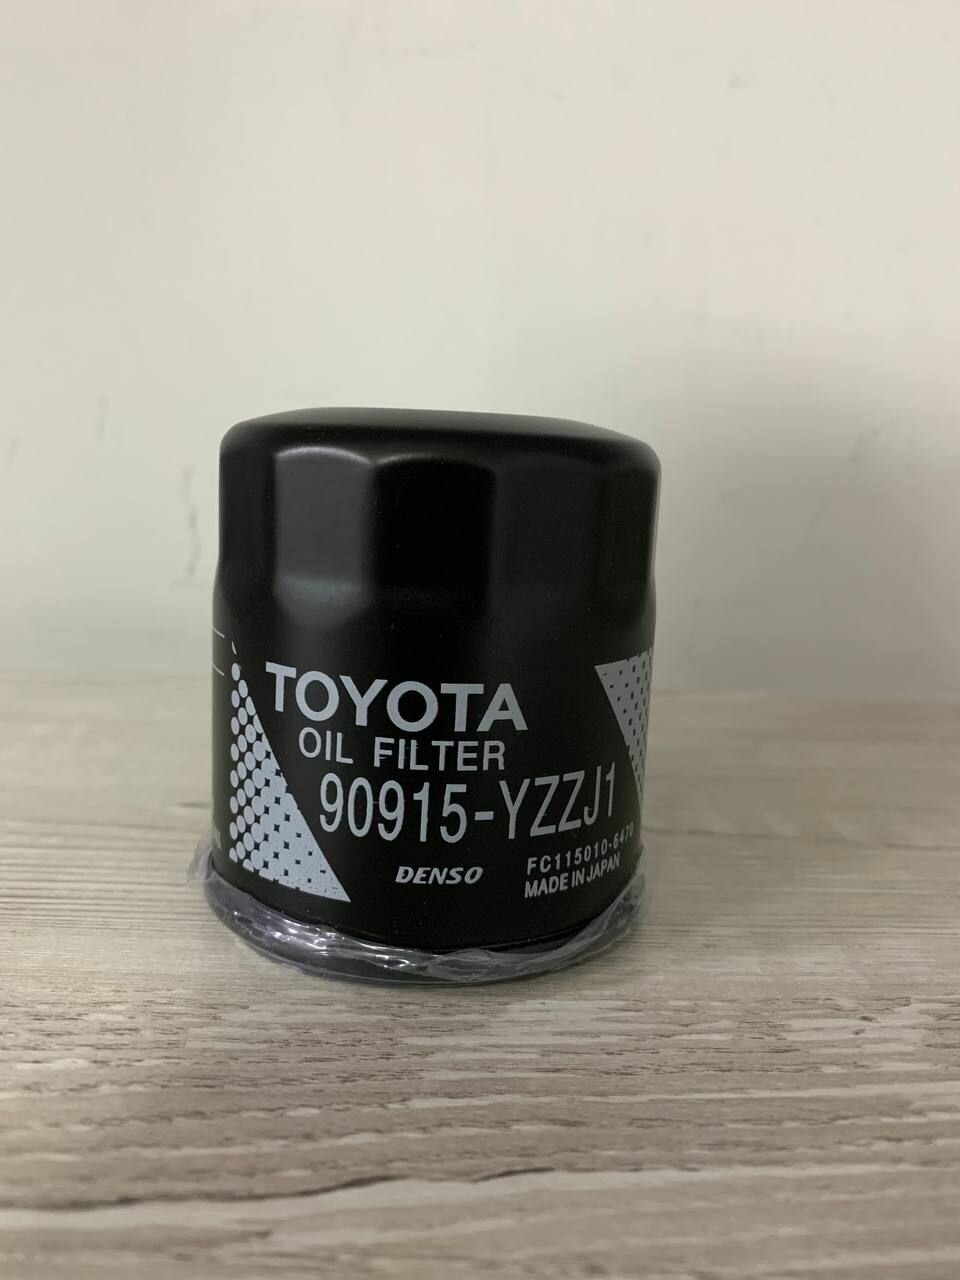 TOYOTA
OIL FILTER
90915-YZZJ1
DENSO
FC115010-6470
MADE IN JAPAN